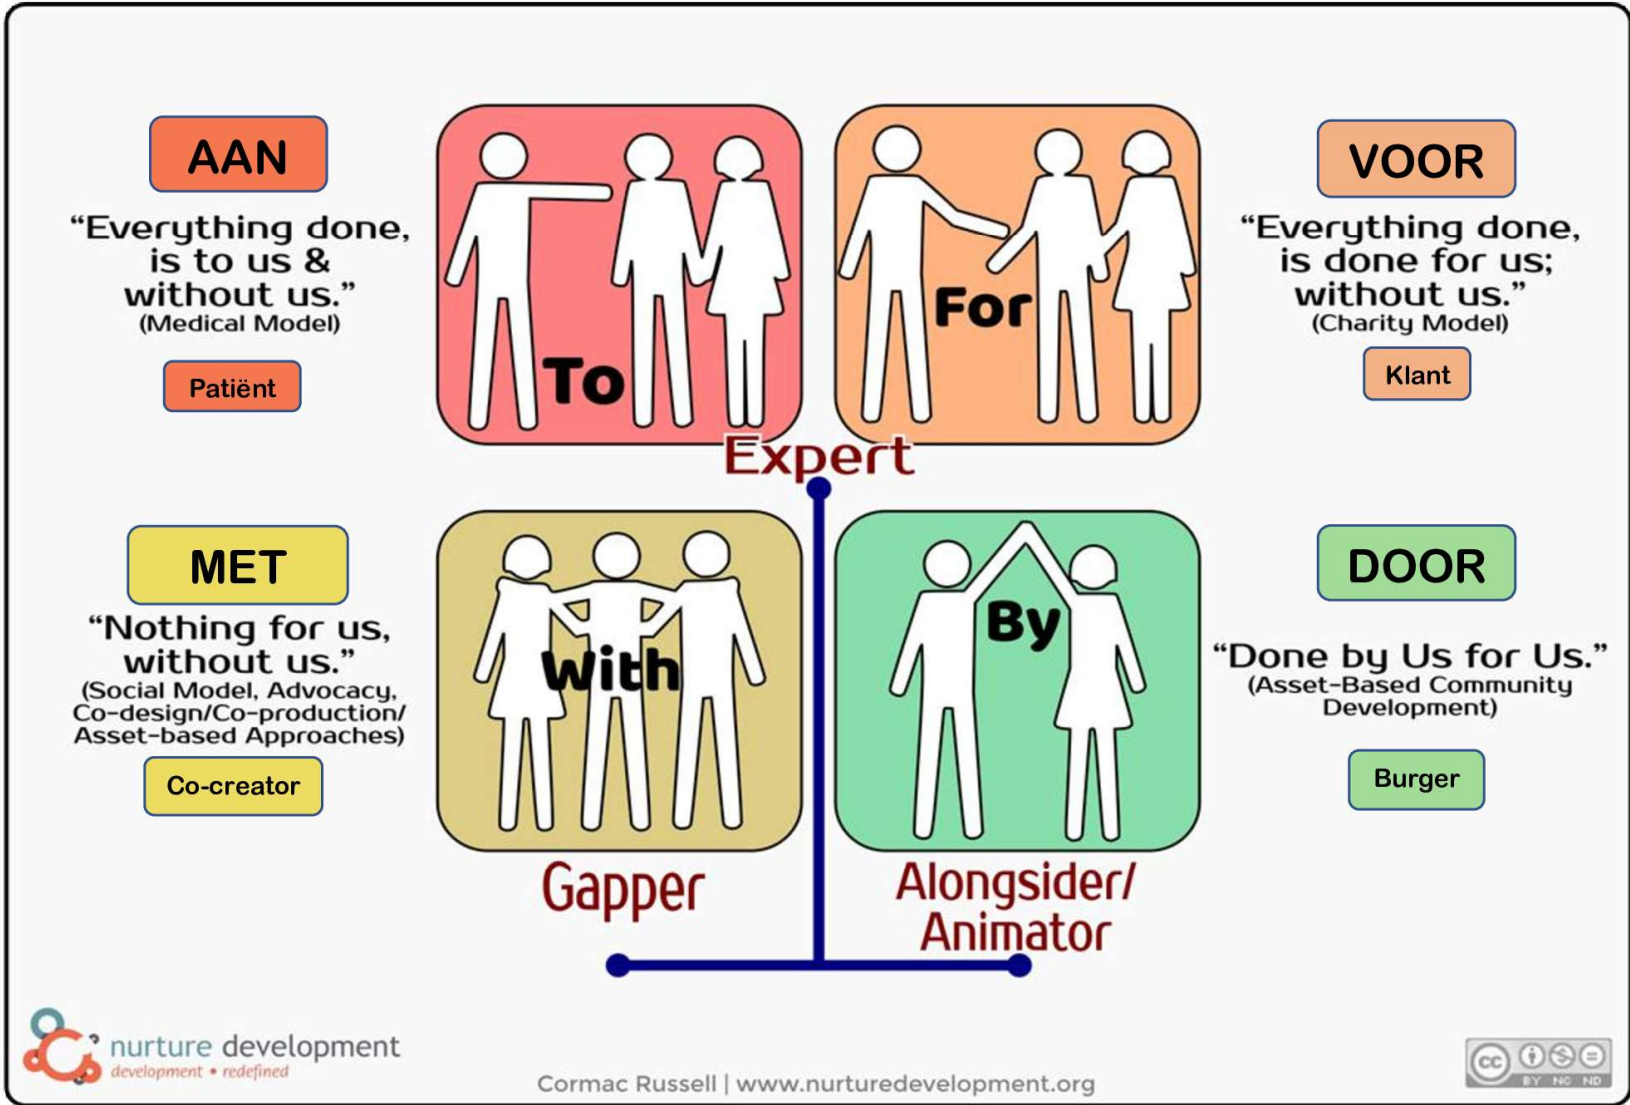 AAN
“Everything done,
is to us &
without us.”
(Medical Model)
Patiënt
To
For
VOOR
“Everything done,
is done for us;
without us.”
(Charity Model)
Klant
Expert
MET
“Nothing for us,
without us.”
(Social Model, Advocacy,
Co-design/Co-production/
Asset-based Approaches)
Co-creator
With
By
DOOR
“Done by Us for Us.”
(Asset-Based Community
Development)
Burger
Gapper
Alongsider/
Animator
nurture development
development • redefined
Cormac Russell | www.nurturedevelopment.org
cc
BY NC ND